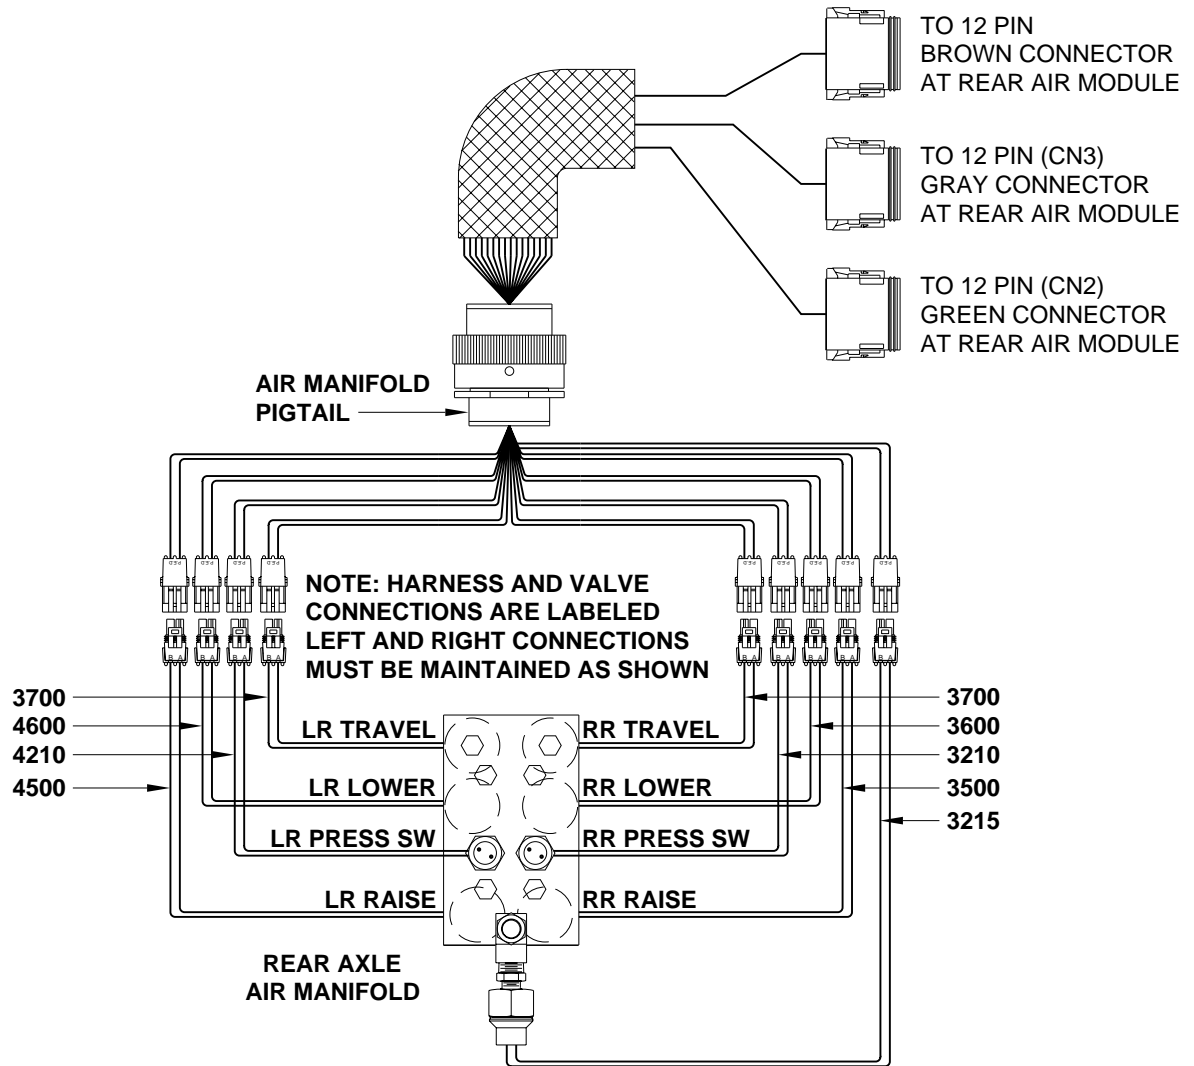 TO 12 PIN
BROWN CONNECTOR
AT REAR AIR MODULE
TO 12 PIN (CN3)
GRAY CONNECTOR
AT REAR AIR MODULE
TO 12 PIN (CN2)
GREEN CONNECTOR
AT REAR AIR MODULE
AIR MANIFOLD
PIGTAIL
NOTE: HARNESS AND VALVE
CONNECTIONS ARE LABELED
LEFT AND RIGHT CONNECTIONS
MUST BE MAINTAINED AS SHOWN
3700
4600
4210
4500
LR TRAVEL
LR LOWER
LR PRESS SW
LR RAISE
RR TRAVEL
RR LOWER
RR PRESS SW
RR RAISE
3700
3600
3210
3500
3215
REAR AXLE
AIR MANIFOLD